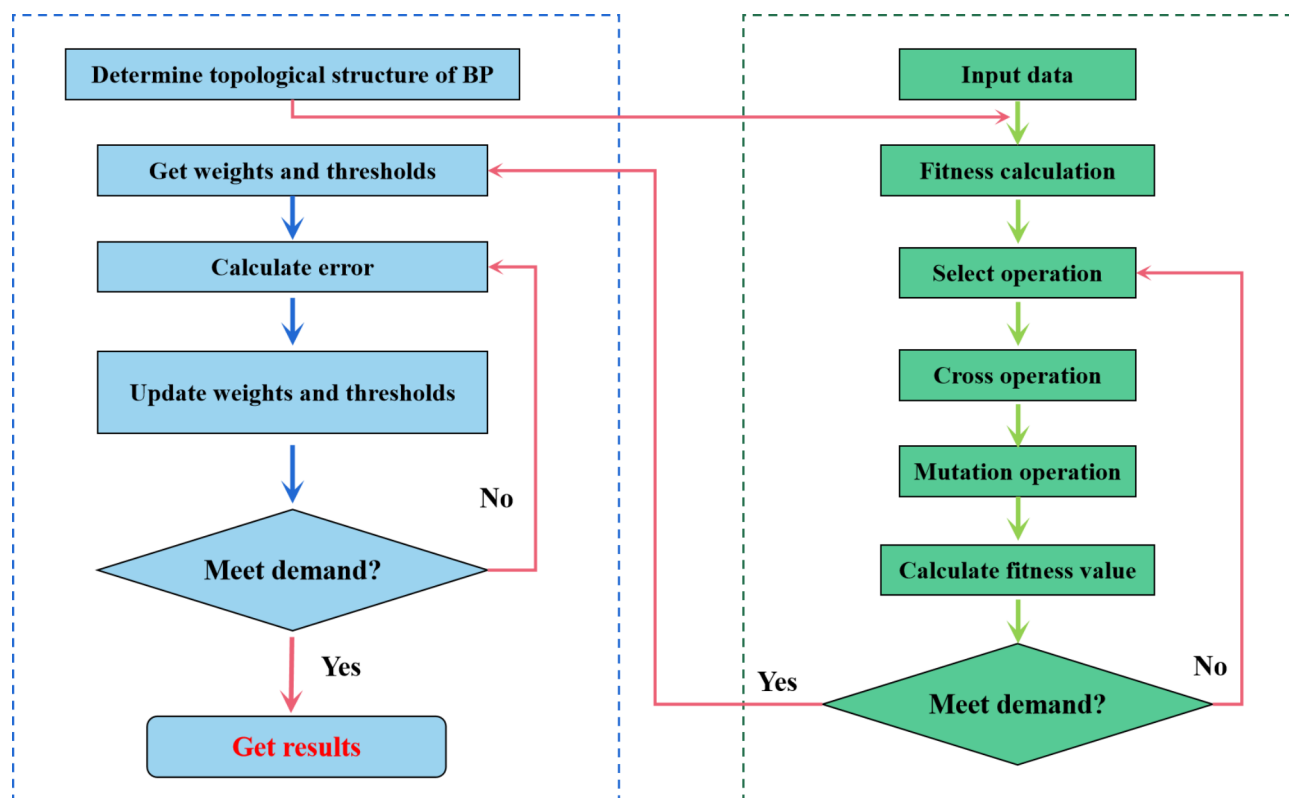 Determine topological structure of BP
Get weights and thresholds
Calculate error
Update weights and thresholds
No
Meet demand?
Yes
Get results
Input data
Fitness calculation
Select operation
Cross operation
Mutation operation
Calculate fitness value
No
Yes
Meet demand?